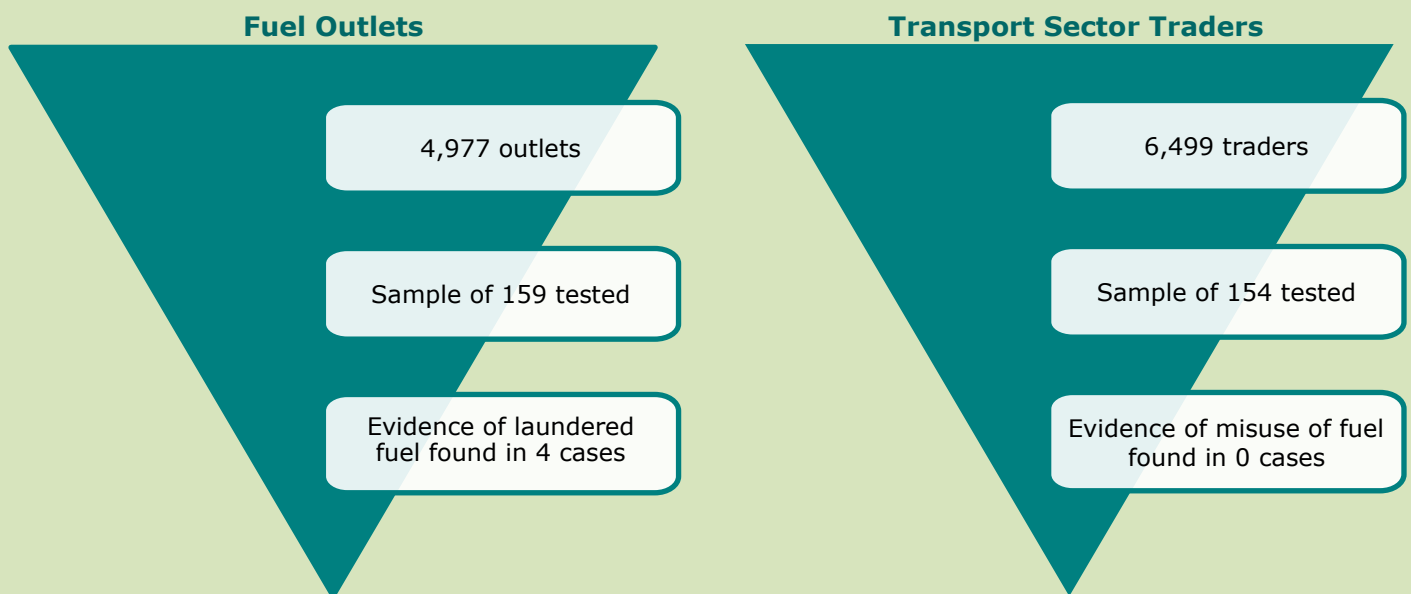 Fuel Outlets
4,977 outlets
Sample of 159 tested
Evidence of laundered
fuel found in 4 cases
Transport Sector Traders
6,499 traders
Sample of 154 tested
Evidence of misuse of fuel
found in 0 cases